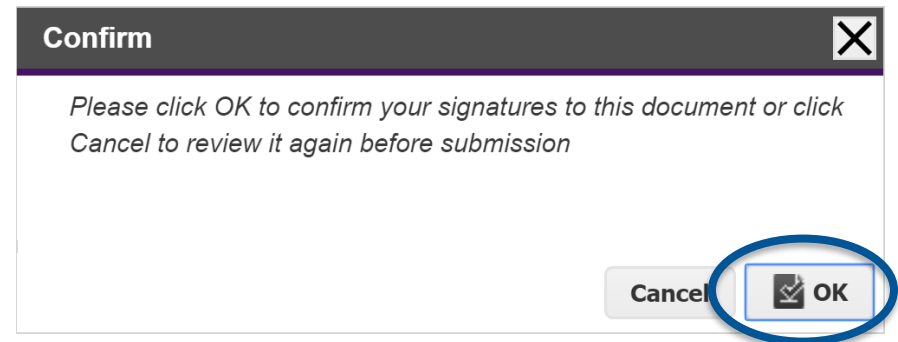 Confirm
Please click OK to confirm your signatures to this document or click
Cancel to review it again before submission
Cancel
OK